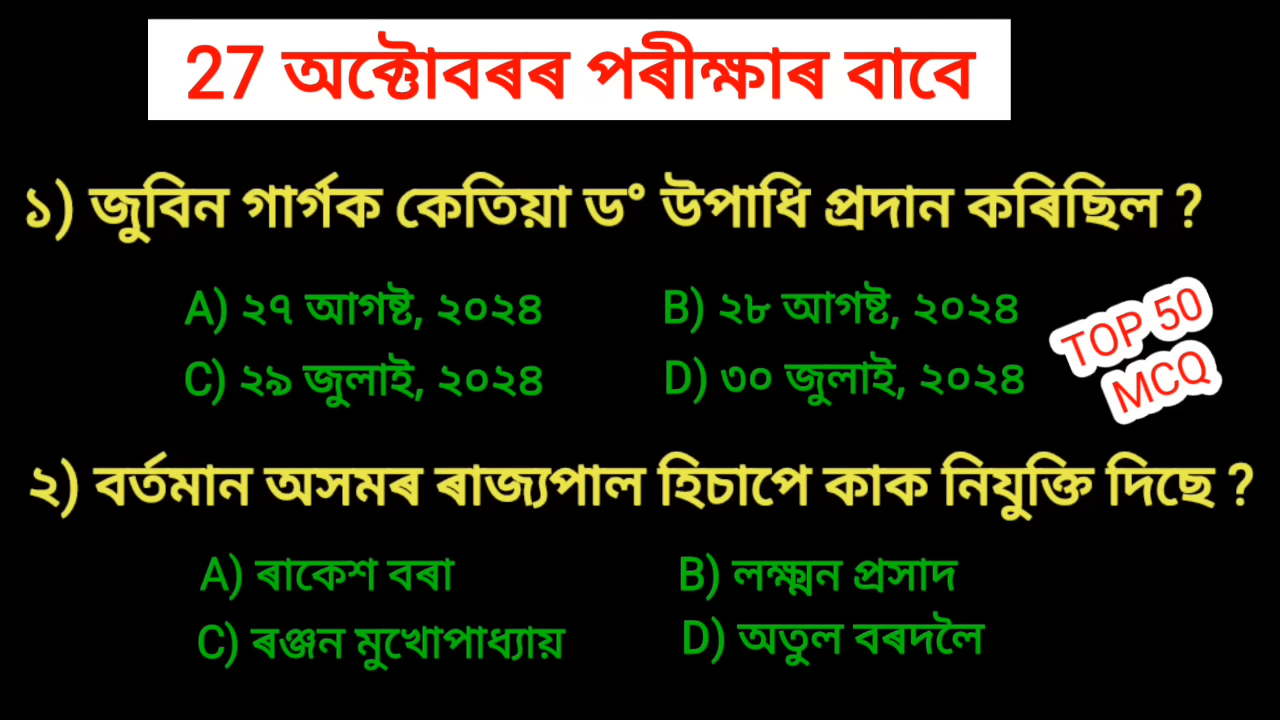 27 অক্টোবৰৰ পৰীক্ষাৰ বাবে
১) জুবিন গাৰ্গক কেতিয়া ড° উপাধি প্ৰদান কৰিছিল ?
A) ২৭ আগষ্ট, ২০২৪ B) ২৮ আগষ্ট, ২০২৪
C) ২৯ জুলাই, ২০২৪ D) ৩০ জুলাই, ২০২৪
TOP 50
MCQ
২) বৰ্তমান অসমৰ ৰাজ্যপাল হিচাপে কাক নিযুক্তি দিছে ?
A) ৰাকেশ বৰা B) লক্ষ্মন প্ৰসাদ
C) ৰঞ্জন মুখোপাধ্যায় D) অতুল বৰদলৈ